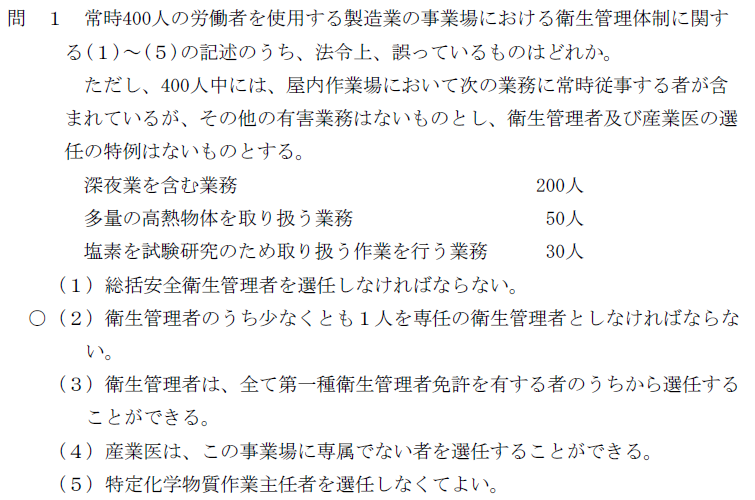 問　１　常時400人の労働者を使用する製造業の事業場における衛生管理体制に関す
る(１)～(５)の記述のうち、法令上、誤っているものはどれか。
ただし、400人中には、屋内作業場において次の業務に常時従事する者が含
まれているが、その他の有害業務はないものとし、衛生管理者及び産業医の選
任の特例はないものとする。
深夜業を含む業務　200人
多量の高熱物体を取り扱う業務　50人
塩素を試験研究のため取り扱う作業を行う業務　30人
（１）総括安全衛生管理者を選任しなければならない。
○（２）衛生管理者のうち少なくとも１人を専任の衛生管理者としなければならな
い。
（３）衛生管理者は、全て第一種衛生管理者免許を有する者のうちから選任する
ことができる。
（４）産業医は、この事業場に専属でない者を選任することができる。
（５）特定化学物質作業主任者を選任しなくてよい。